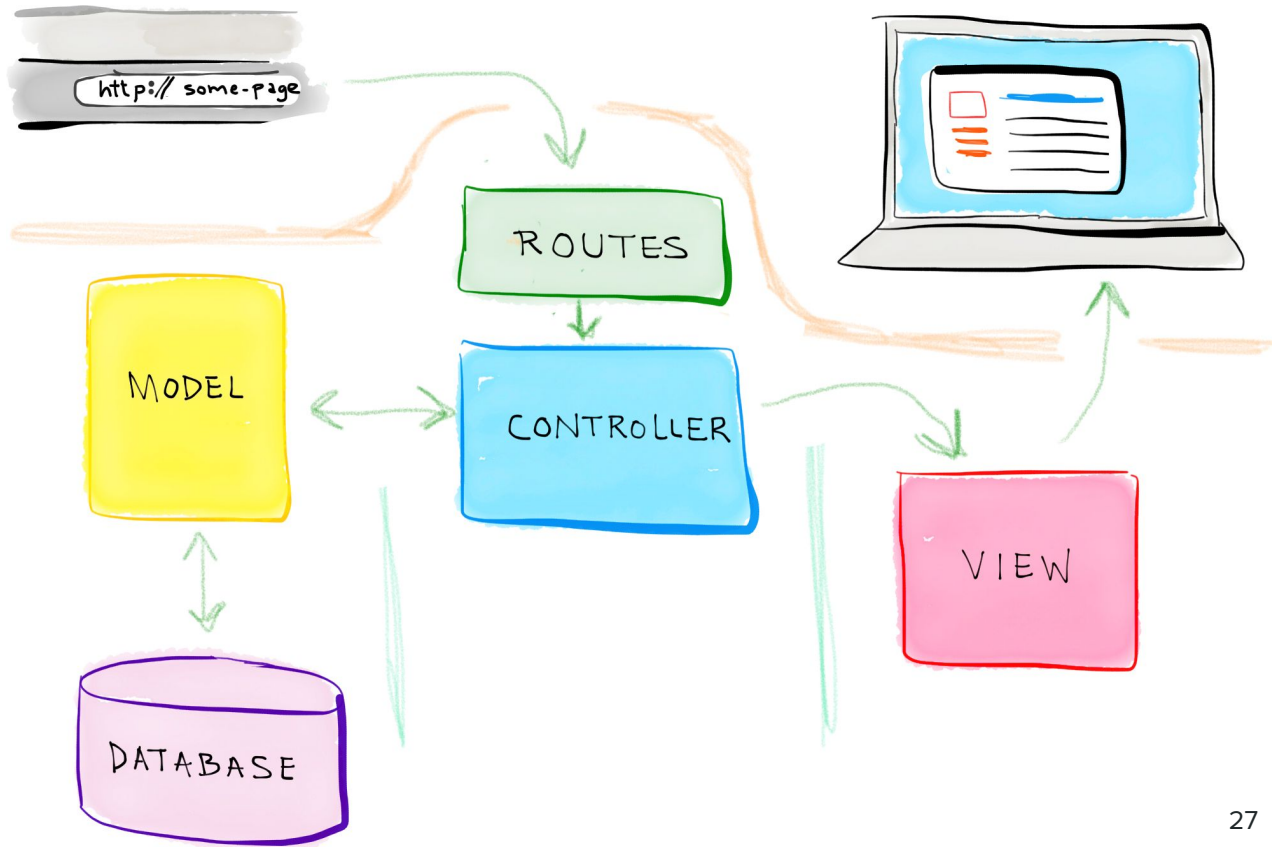 http:// some-page
ROUTES
MODEL
CONTROLLER
VIEW
DATABASE
27